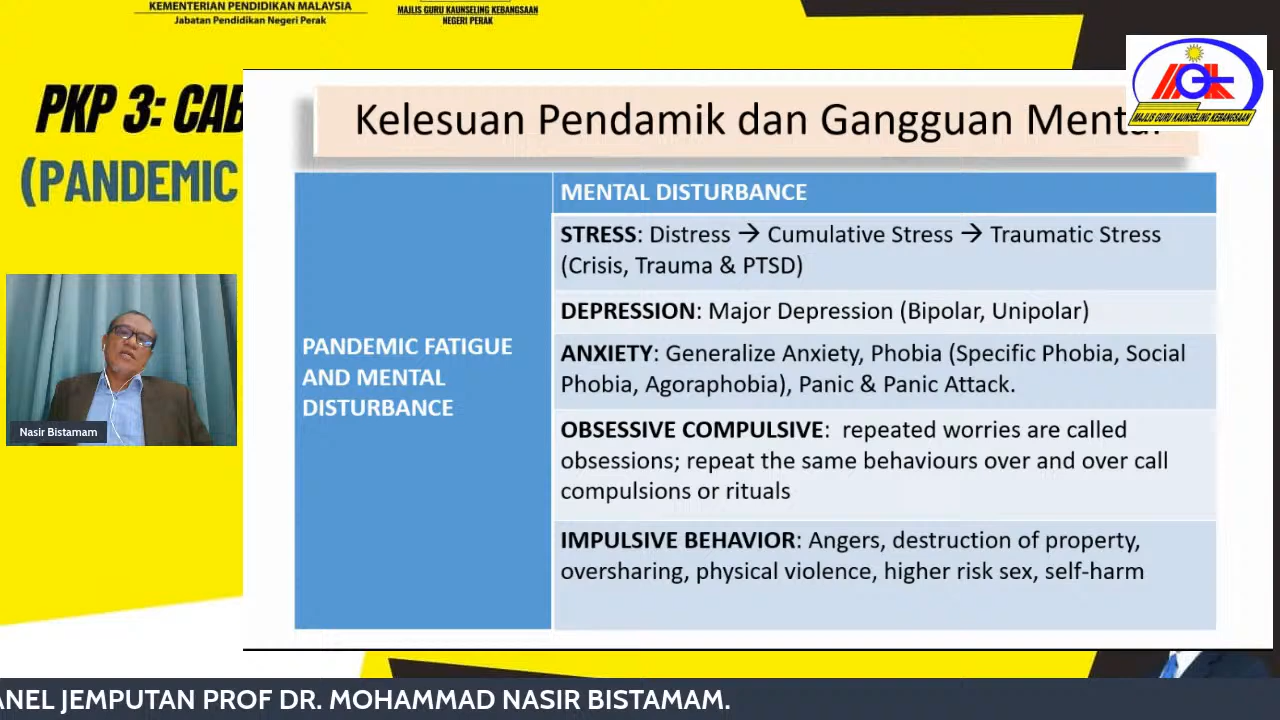 KEMENTERIAN PENDIDIKAN MALAYSIA
Jabatan Pendidikan Negeri Perak
MAJLIS GURU KAUNSELING KEBANGSAAN
NEGERI PERAK
PKP 3: CAB
(PANDEMIC
MAJLIS GURU KAUNSELING KEBANGSAAN
Kelesuan Pendamik dan Gangguan Mental
PANDEMIC FATIGUE
AND MENTAL
DISTURBANCE
MENTAL DISTURBANCE
STRESS: Distress → Cumulative Stress → Traumatic Stress
(Crisis, Trauma & PTSD)
DEPRESSION: Major Depression (Bipolar, Unipolar)
ANXIETY: Generalize Anxiety, Phobia (Specific Phobia, Social
Phobia, Agoraphobia), Panic & Panic Attack.
OBSESSIVE COMPULSIVE: repeated worries are called
obsessions; repeat the same behaviours over and over call
compulsions or rituals
IMPULSIVE BEHAVIOR: Angers, destruction of property,
oversharing, physical violence, higher risk sex, self-harm
Nasir Bistamam
ANEL JEMPUTAN PROF DR. MOHAMMAD NASIR BISTAMAM.